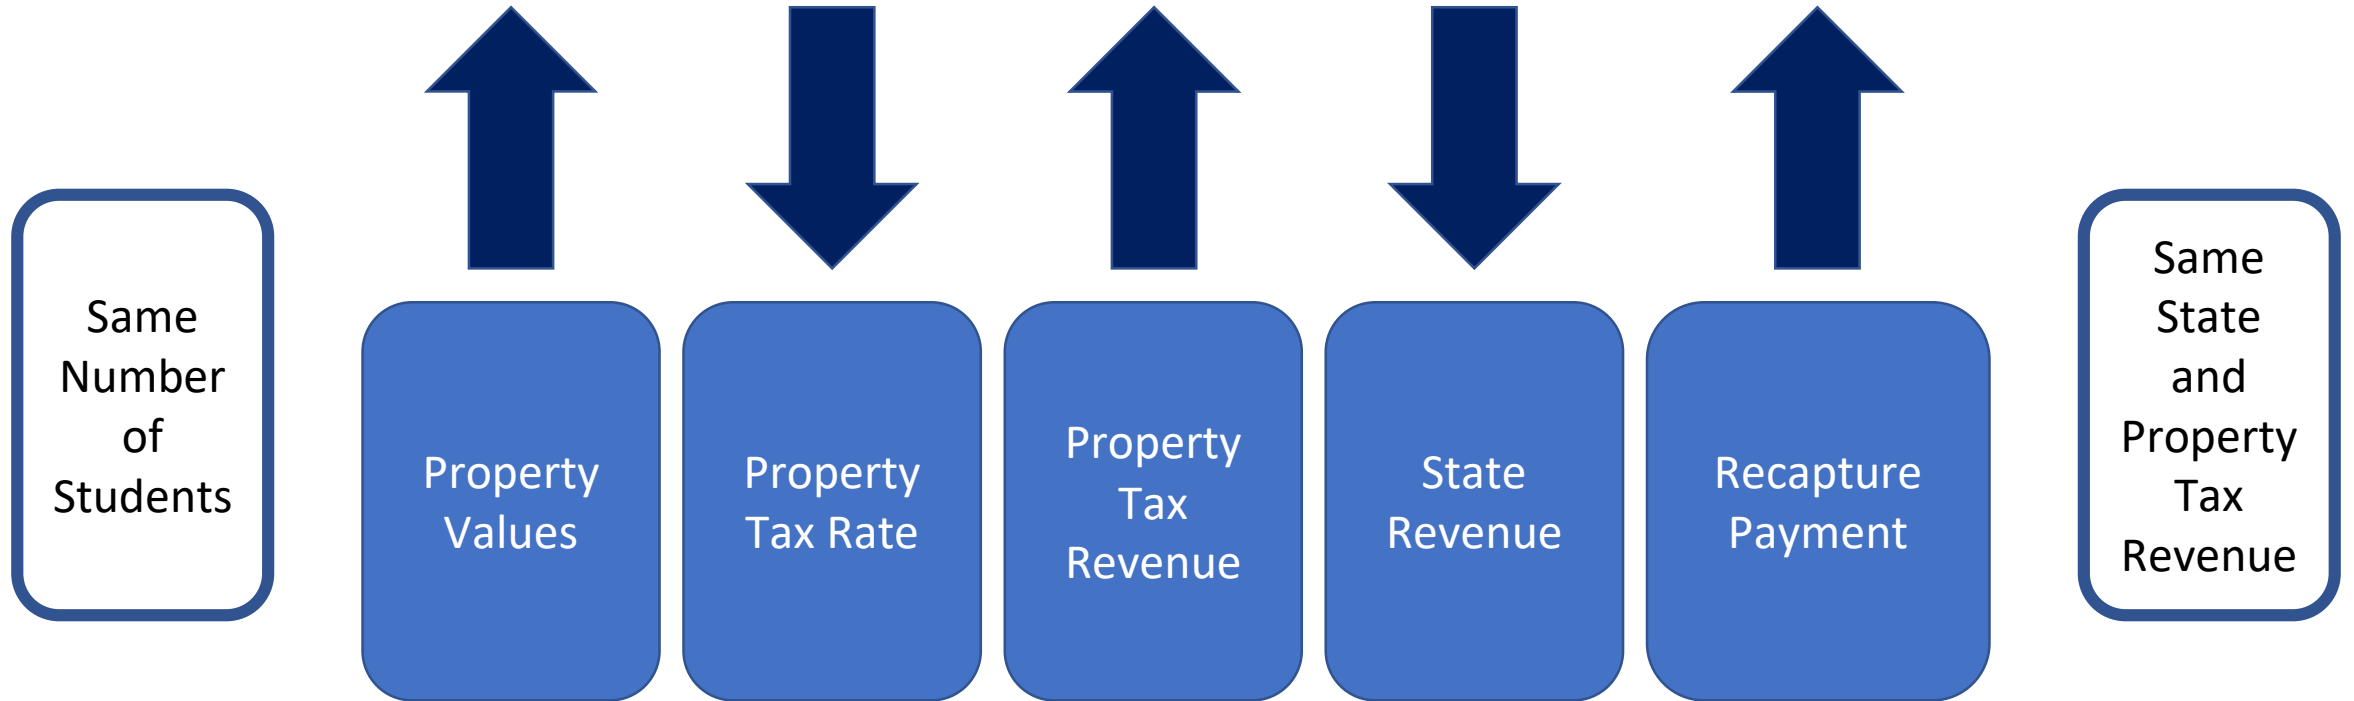 Same
Number
of
Students
Property
Values
Property
Tax Rate
Property
Tax
Revenue
State
Revenue
Recapture
Payment
Same
State
and
Property
Tax
Revenue